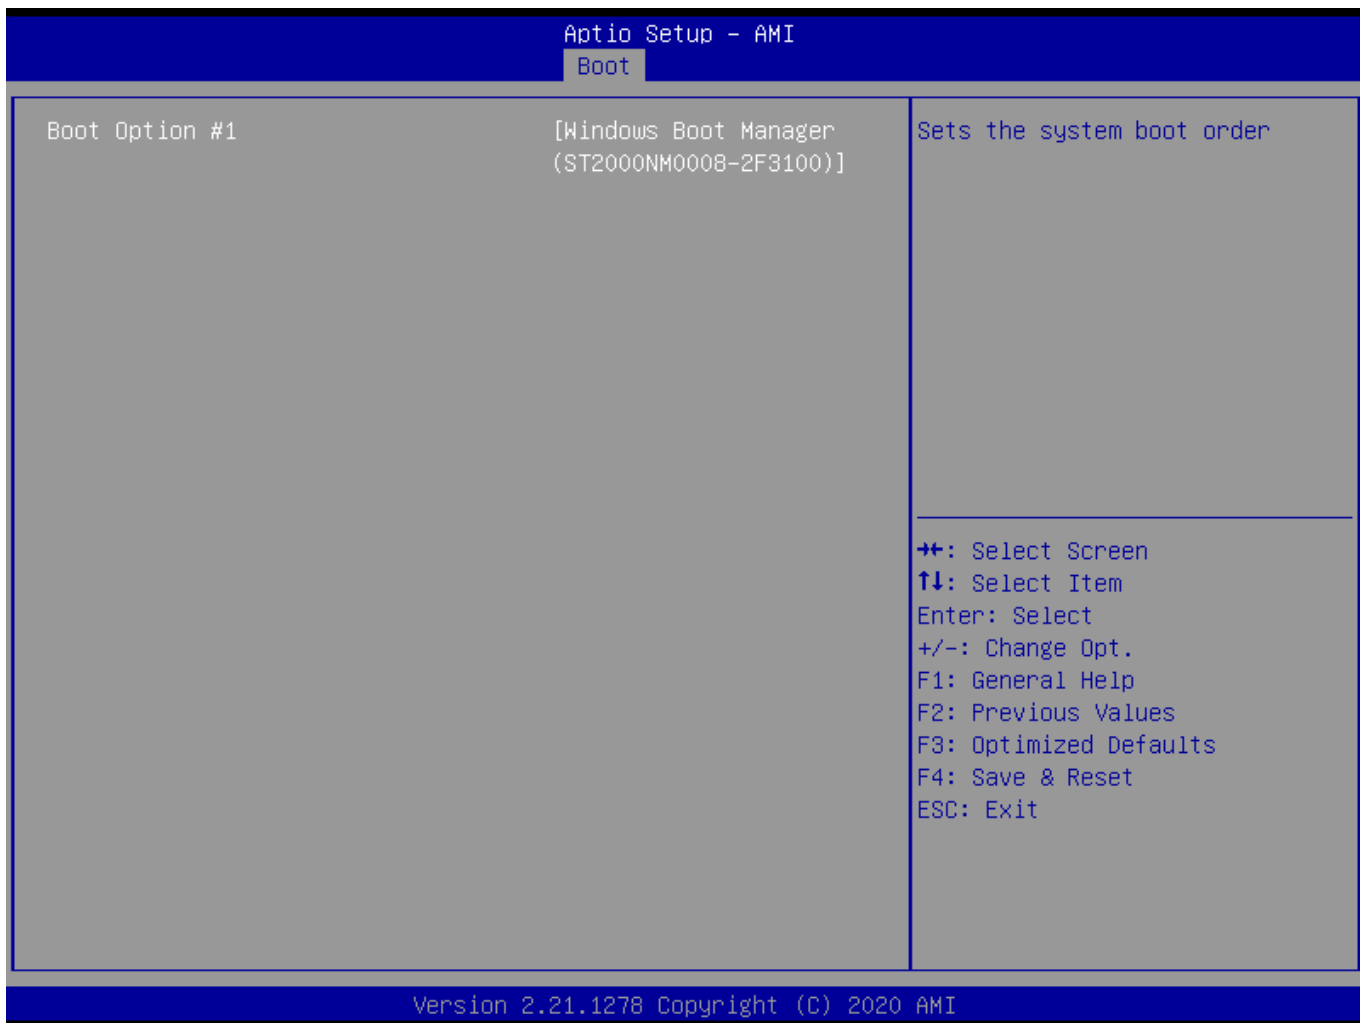 Aptio Setup - AMI
Boot
Boot Option #1
[Windows Boot Manager
(ST2000NM0008-2F3100)]
Sets the system boot order
→←: Select Screen
↑↓: Select Item
Enter: Select
+/-: Change Opt.
F1: General Help
F2: Previous Values
F3: Optimized Defaults
F4: Save & Reset
ESC: Exit
Version 2.21.1278 Copyright (C) 2020 AMI